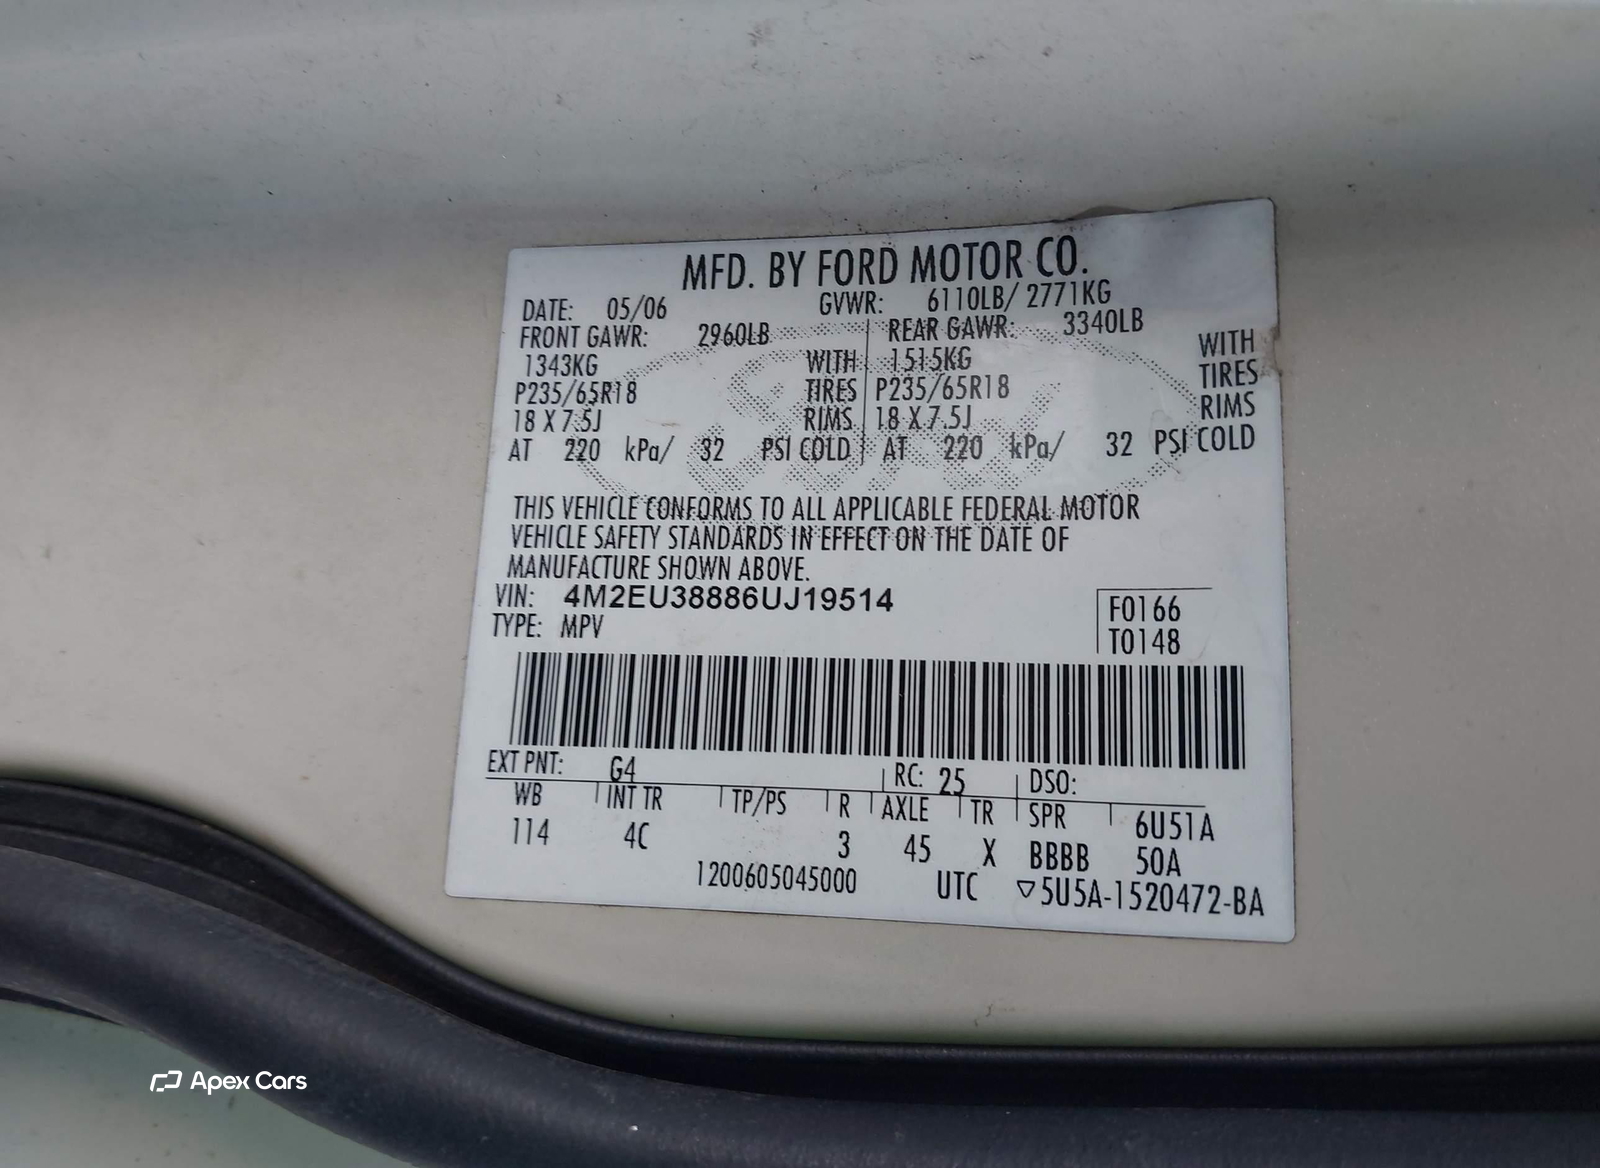 MFD. BY FORD MOTOR CO.
DATE: 05/06 GVWR: 6110LB/ 2771KG
FRONT GAWR: 2960LB REAR GAWR: 3340LB
1343KG WITH 1515KG WITH
P235/65R18 TIRES P235/65R18 TIRES
18 X 7.5J RIMS 18 X 7.5J RIMS
AT 220 kPa/ 32 PSI COLD AT 220 kPa/ 32 PSI COLD
THIS VEHICLE CONFORMS TO ALL APPLICABLE FEDERAL MOTOR
VEHICLE SAFETY STANDARDS IN EFFECT ON THE DATE OF
MANUFACTURE SHOWN ABOVE.
VIN: 4M2EU38886UJ19514 F0166
TYPE: MPV T0148
EXT PNT: G4 RC: 25 DSO:
WB INT TR TP/PS R AXLE TR SPR 6U51A
114 4C 3 45 X BBBB 50A
1200605045000 UTC ▽5U5A-1520472-BA
Apex Cars